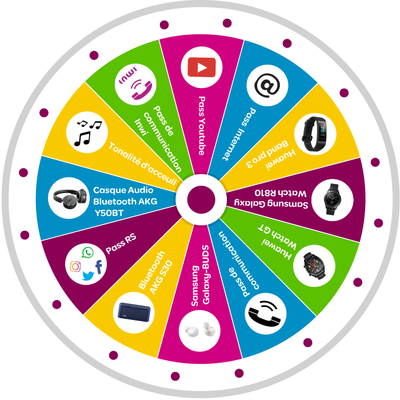 Pass Youtube
@
Pass Internet
Huawei
Band pro 3
Samsung Galaxy
Watch R810
Huawei
Watch GT
Pass de
communication
Samsung
Galaxy-BUDS
Bluetooth
AKG S30
Pass RS
Casque Audio
Bluetooth AKG
Y50BT
Tonalité d'accueil
inwi
Pass de
communication
Inwi